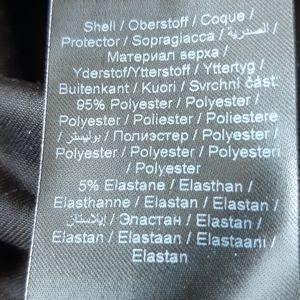 Shell / Oberstoff / Coque /
Protector / Sopragiacca / الصدرية /
Материал верха /
Yderstof/Ytterstoff / Yttertyg /
Buitenkant / Kuori / Svrchní část:
95% Polyester / Polyester /
Polyester / Poliester / Poliestere
/ بوليستر / Полиэстер / Polyester /
Polyester / Polyester / Polyesteri
/ Polyester
5% Elastane / Elasthan /
Elasthanne / Elastan / Elastan /
إيلاستان / Эластан / Elastan /
Elastan / Elastaan / Elastaani /
Elastan